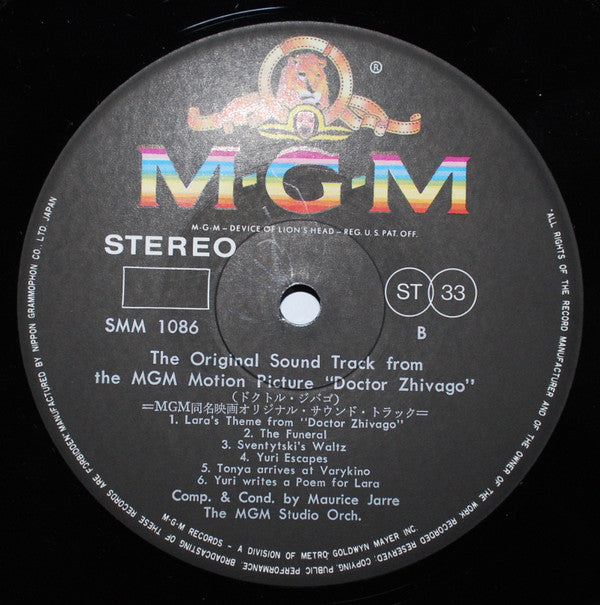 ®
M·G·M
M-G-M – DEVICE OF LION'S HEAD – REG. U.S. PAT. OFF.
STEREO
ST 33
SMM 1086
B
The Original Sound Track from
the MGM Motion Picture "Doctor Zhivago"
(ドクトル・ジバゴ)
=MGM同名映画オリジナル・サウンド・トラック=
1. Lara's Theme from "Doctor Zhivago"
2. The Funeral
3. Sventytski's Waltz
4. Yuri Escapes
5. Tonya arrives at Varykino
6. Yuri writes a Poem for Lara
Comp. & Cond. by Maurice Jarre
The MGM Studio Orch.
M-G-M RECORDS – A DIVISION OF METRO GOLDWYN MAYER INC.
"ALL RIGHTS OF THE RECORD MANUFACTURER AND OF THE OWNER OF THE WORK RECORDED RESERVED; COPYING, PUBLIC PERFORMANCE, BROADCASTING OF THESE RECORDS ARE FORBIDDEN" MANUFACTURED BY NIPPON GRAMMOPHON CO., LTD. JAPAN